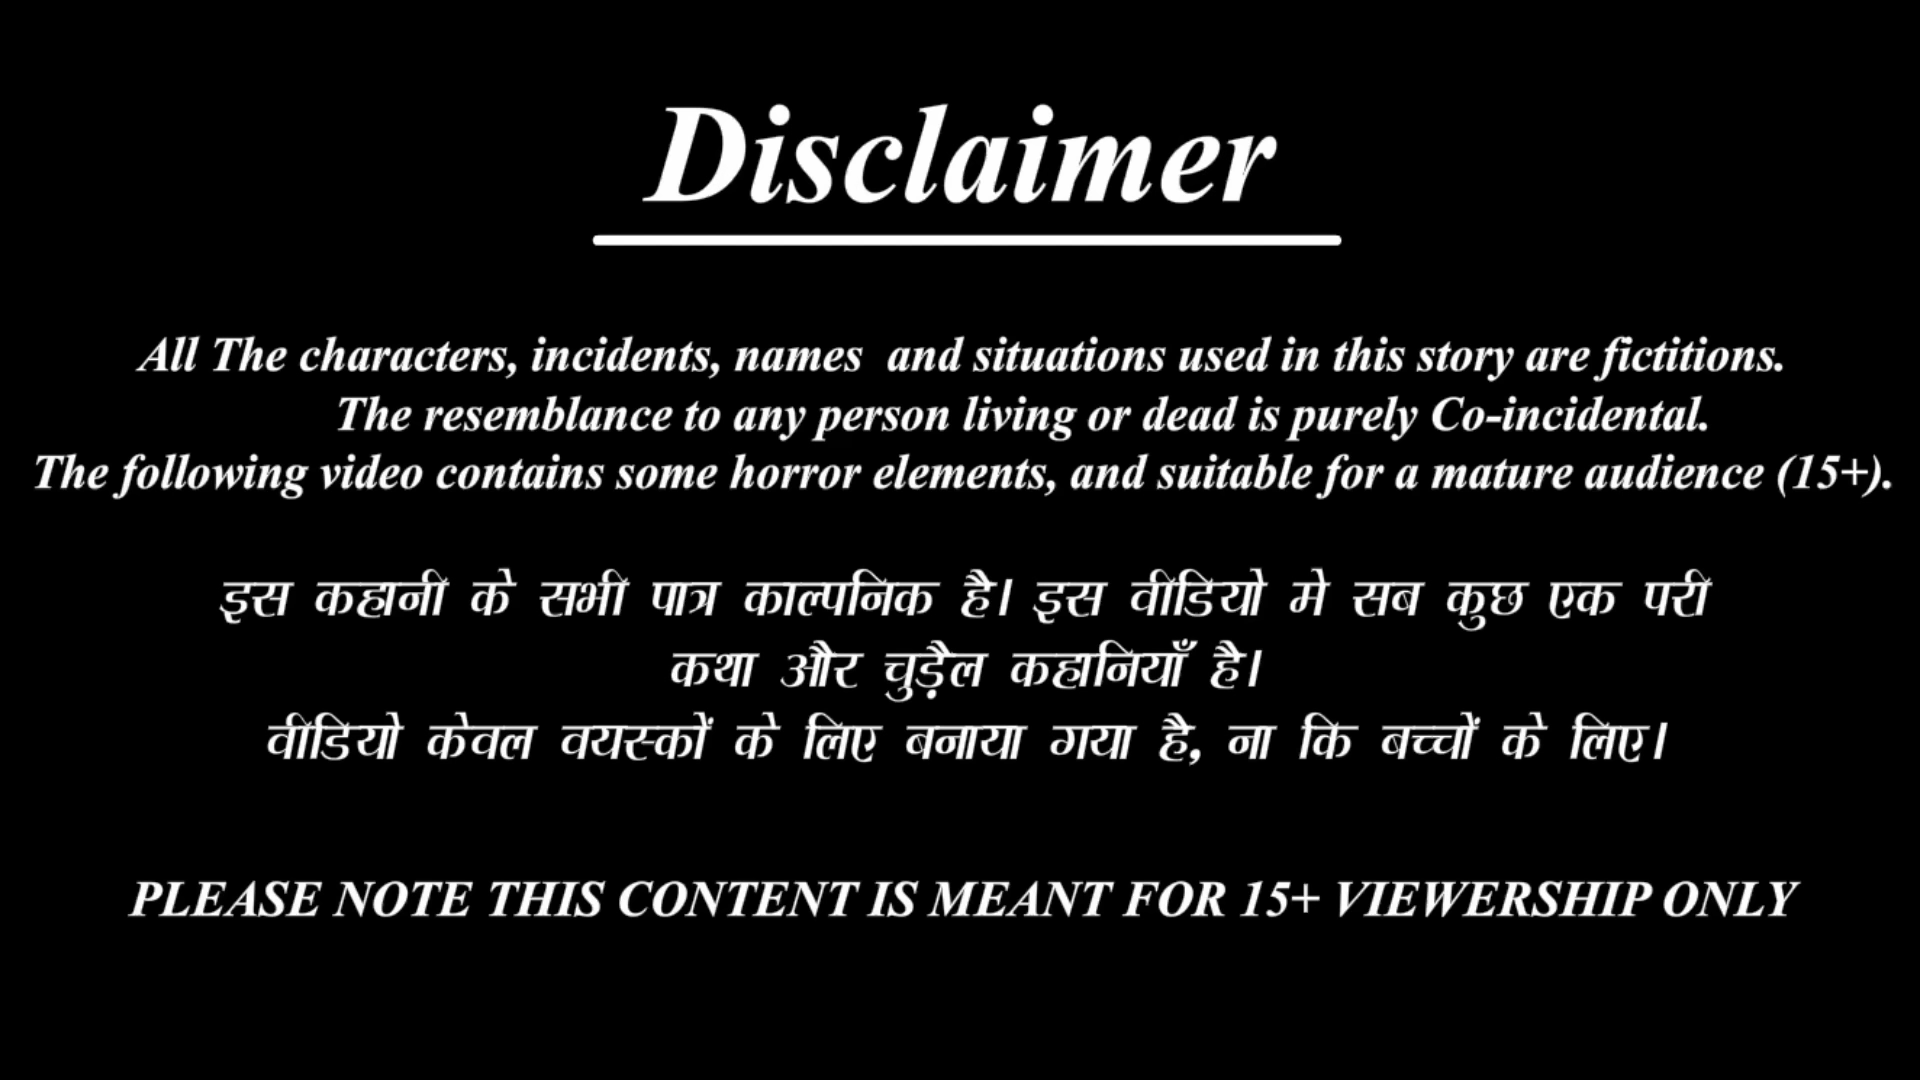 Disclaimer
All The characters, incidents, names and situations used in this story are fictitions.
The resemblance to any person living or dead is purely Co-incidental.
The following video contains some horror elements, and suitable for a mature audience (15+).
इस कहानी के सभी पात्र काल्पनिक है। इस वीडियो मे सब कुछ एक परी
कथा और चुड़ैल कहानियाँ है।
वीडियो केवल वयस्कों के लिए बनाया गया है, ना कि बच्चों के लिए।
PLEASE NOTE THIS CONTENT IS MEANT FOR 15+ VIEWERSHIP ONLY